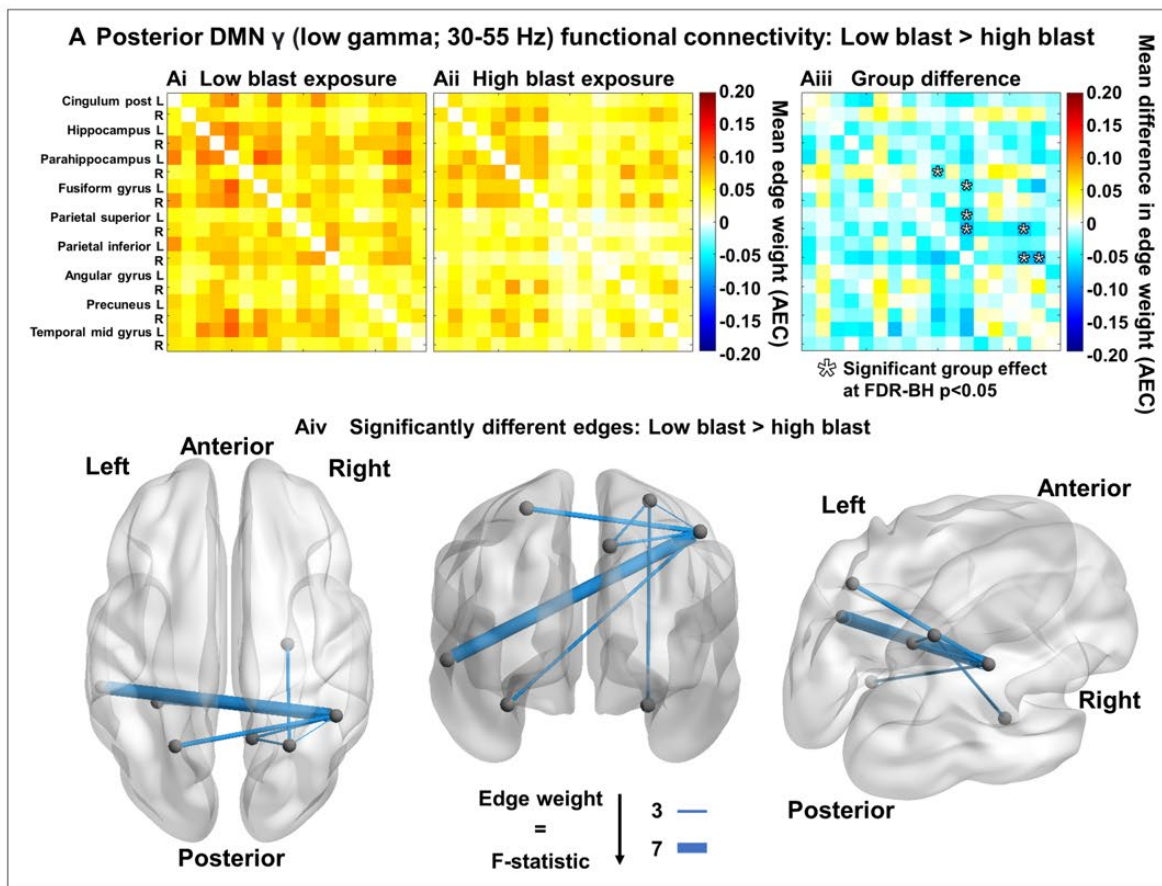 A Posterior DMN γ (low gamma; 30-55 Hz) functional connectivity: Low blast > high blast
Ai Low blast exposure
Aii High blast exposure
Aiii Group difference
Cingulum post L
R
Hippocampus L
R
Parahippocampus L
R
Fusiform gyrus L
R
Parietal superior L
R
Parietal inferior L
R
Angular gyrus L
R
Precuneus L
R
Temporal mid gyrus L
R
0.20
0.15
0.10
0.05
0
-0.05
-0.10
-0.15
-0.20
Mean edge weight (AEC)
0.20
0.15
0.10
0.05
0
-0.05
-0.10
-0.15
-0.20
Mean difference in edge weight (AEC)
Significant group effect
at FDR-BH p<0.05
Aiv Significantly different edges: Low blast > high blast
Anterior
Left
Right
Posterior
Left
Anterior
Right
Posterior
Edge weight
=
F-statistic
3
7